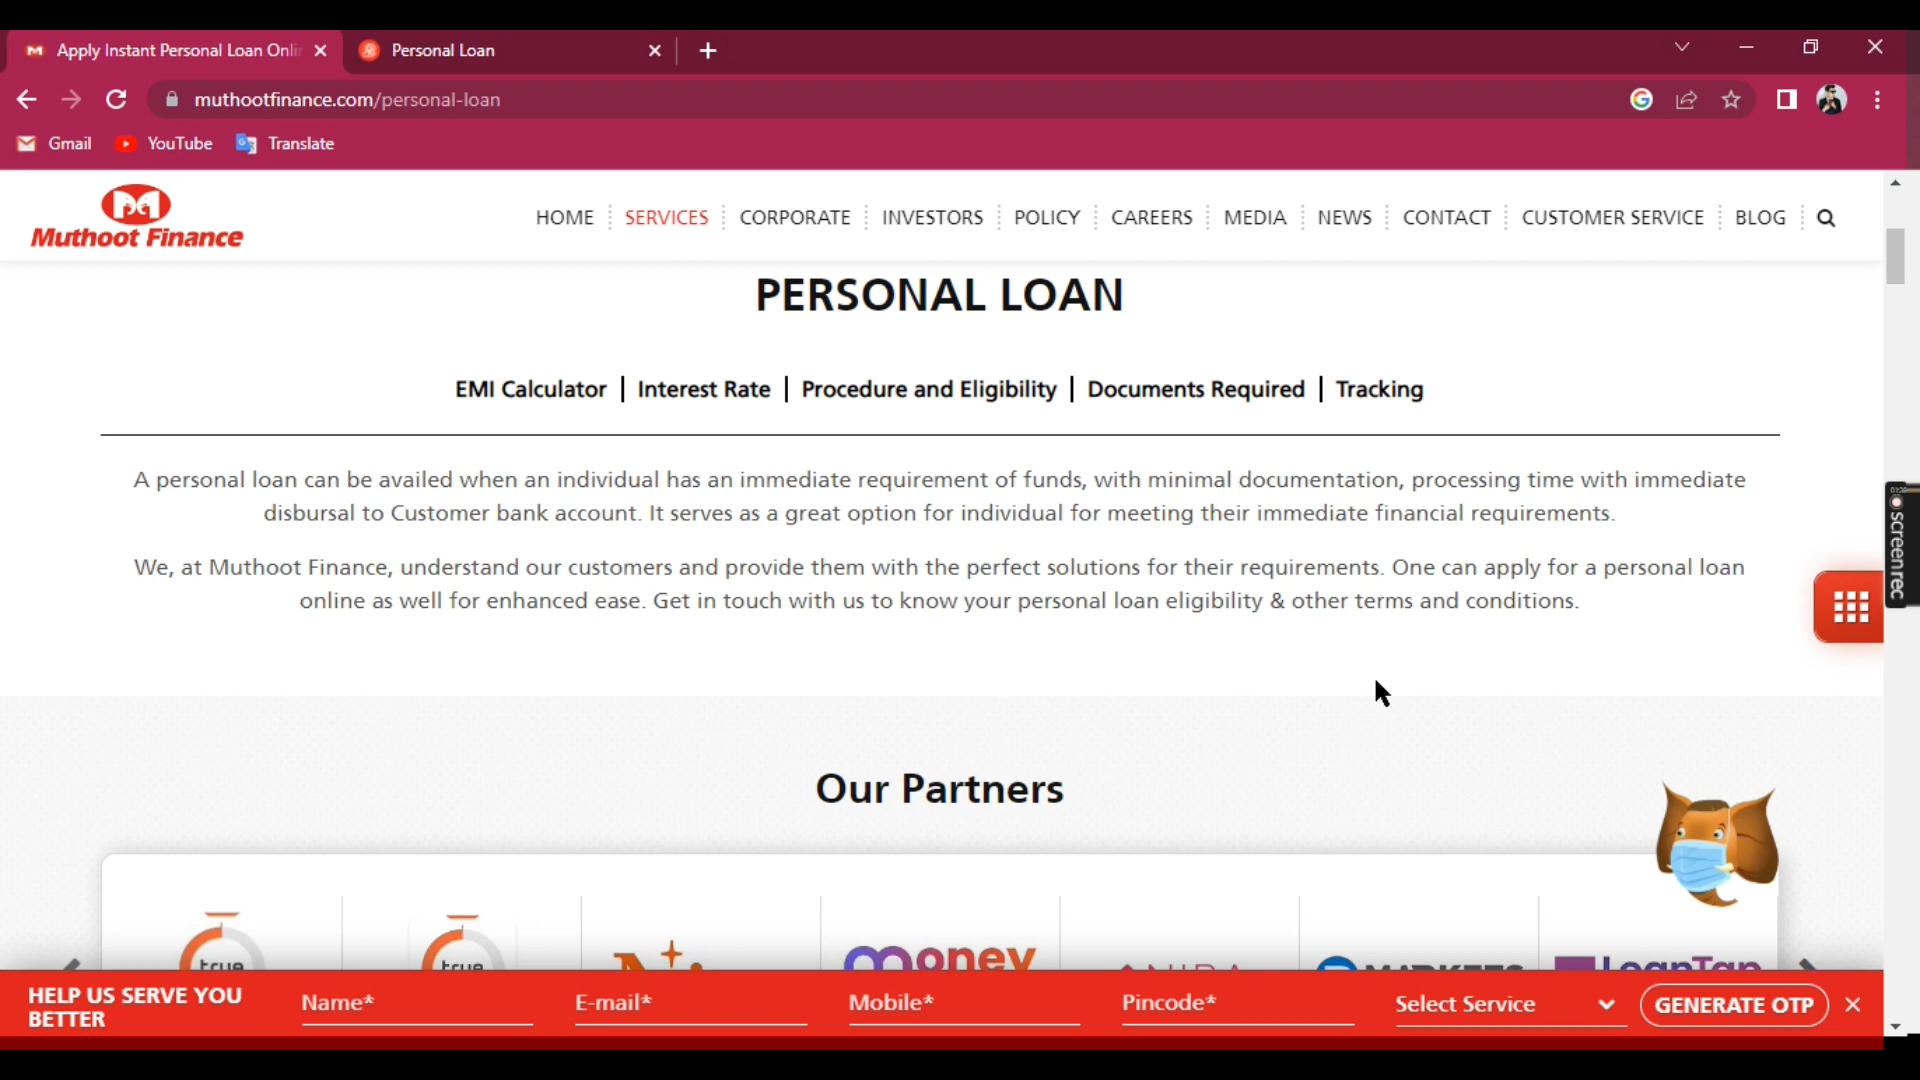 Apply Instant Personal Loan Onli
Personal Loan
muthootfinance.com/personal-loan
Gmail
YouTube
Translate
Muthoot Finance
HOME
SERVICES
CORPORATE
INVESTORS
POLICY
CAREERS
MEDIA
NEWS
CONTACT
CUSTOMER SERVICE
BLOG
PERSONAL LOAN
EMI Calculator | Interest Rate | Procedure and Eligibility | Documents Required | Tracking
A personal loan can be availed when an individual has an immediate requirement of funds, with minimal documentation, processing time with immediate
disbursal to Customer bank account. It serves as a great option for individual for meeting their immediate financial requirements.
We, at Muthoot Finance, understand our customers and provide them with the perfect solutions for their requirements. One can apply for a personal loan
online as well for enhanced ease. Get in touch with us to know your personal loan eligibility & other terms and conditions.
screenrec
Our Partners
true
true
money
MARKETS
LoanTap
HELP US SERVE YOU
BETTER
Name*
E-mail*
Mobile*
Pincode*
Select Service
GENERATE OTP